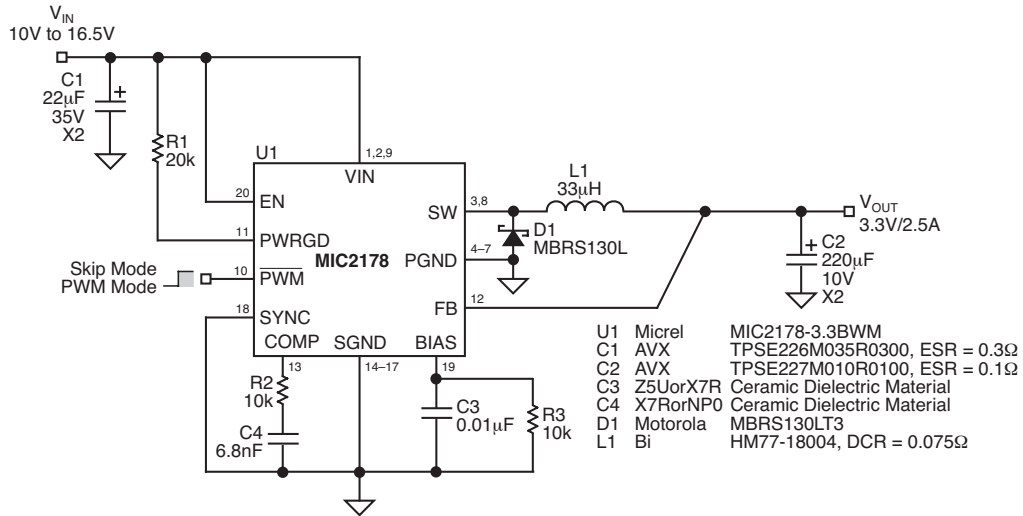 V_IN
10V to 16.5V
C1
22µF
35V
X2
+
R1
20k
U1
1,2,9
VIN
20
EN
11
PWRGD
MIC2178
10
PWM
Skip Mode
PWM Mode
18
SYNC
COMP
SGND
BIAS
13
14–17
19
SW
3,8
PGND
4–7
FB
12
L1
33µH
D1
MBRS130L
V_OUT
3.3V/2.5A
+
C2
220µF
10V
X2
R2
10k
C4
6.8nF
C3
0.01µF
R3
10k
U1 Micrel MIC2178-3.3BWM
C1 AVX TPSE226M035R0300, ESR = 0.3Ω
C2 AVX TPSE227M010R0100, ESR = 0.1Ω
C3 Z5UorX7R Ceramic Dielectric Material
C4 X7RorNP0 Ceramic Dielectric Material
D1 Motorola MBRS130LT3
L1 Bi HM77-18004, DCR = 0.075Ω